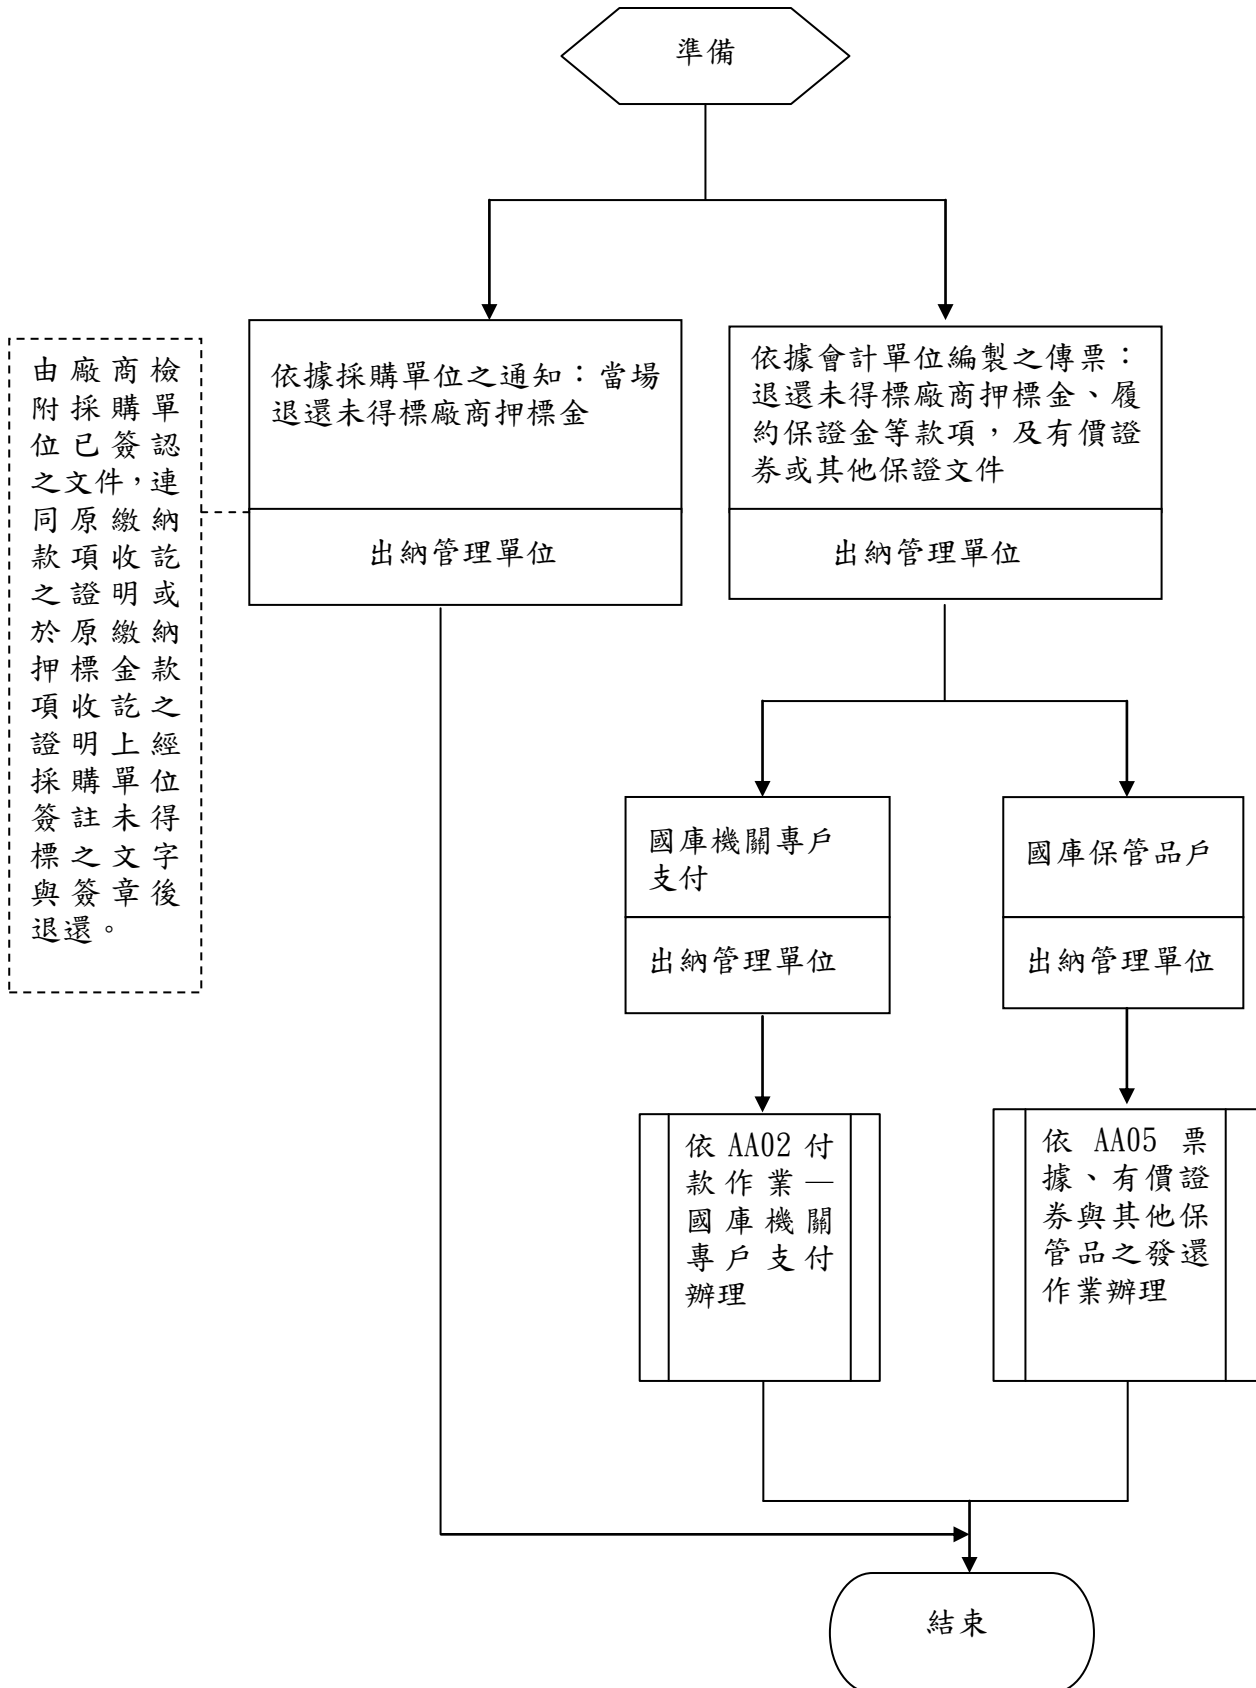 準備
由廠商檢
附採購單
位已簽認
之文件，連
同原繳納
款項收訖
之證明或
於原繳納
押標金款
項收訖之
證明上經
採購單位
簽註未得
標之文字
與簽章後
退還。
依據採購單位之通知：當場
退還未得標廠商押標金
出納管理單位
依據會計單位編製之傳票：
退還未得標廠商押標金、履
約保證金等款項，及有價證
券或其他保證文件
出納管理單位
國庫機關專戶
支付
出納管理單位
國庫保管品戶
出納管理單位
依 AA02 付
款作業—
國庫機關
專戶支付
辦理
依 AA05 票
據、有價證
券與其他保
管品之發還
作業辦理
結束